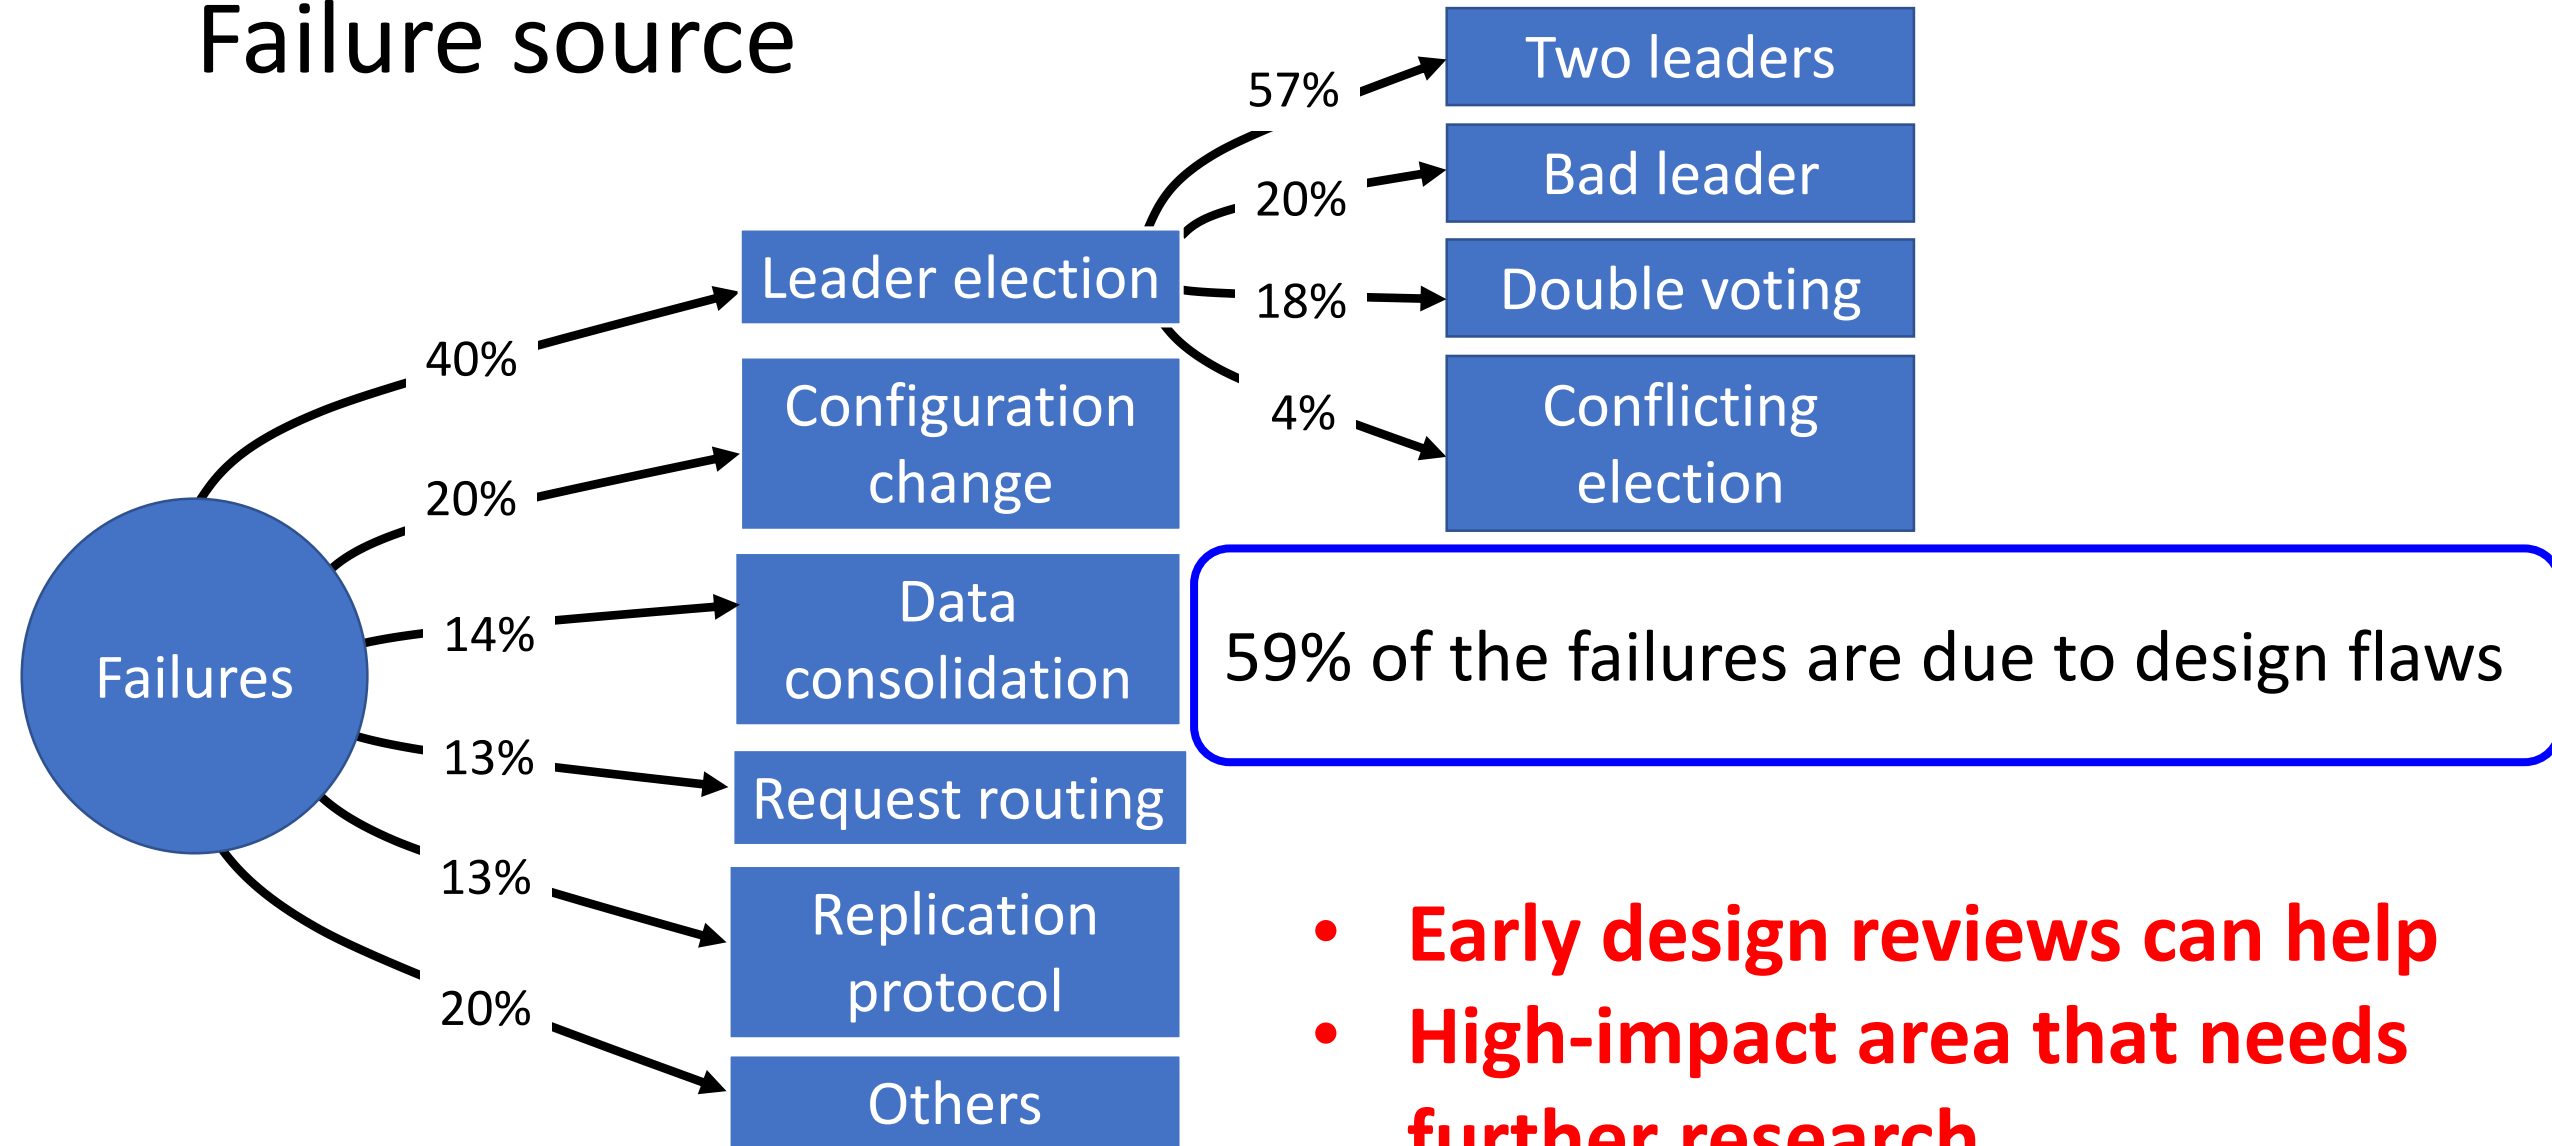 Failure source
57%
Two leaders
20%
Bad leader
18%
Double voting
4%
Conflicting
election
40%
Leader election
20%
Configuration
change
14%
Data
consolidation
13%
Request routing
13%
Replication
protocol
20%
Others
Failures
59% of the failures are due to design flaws
• Early design reviews can help
• High-impact area that needs
further research